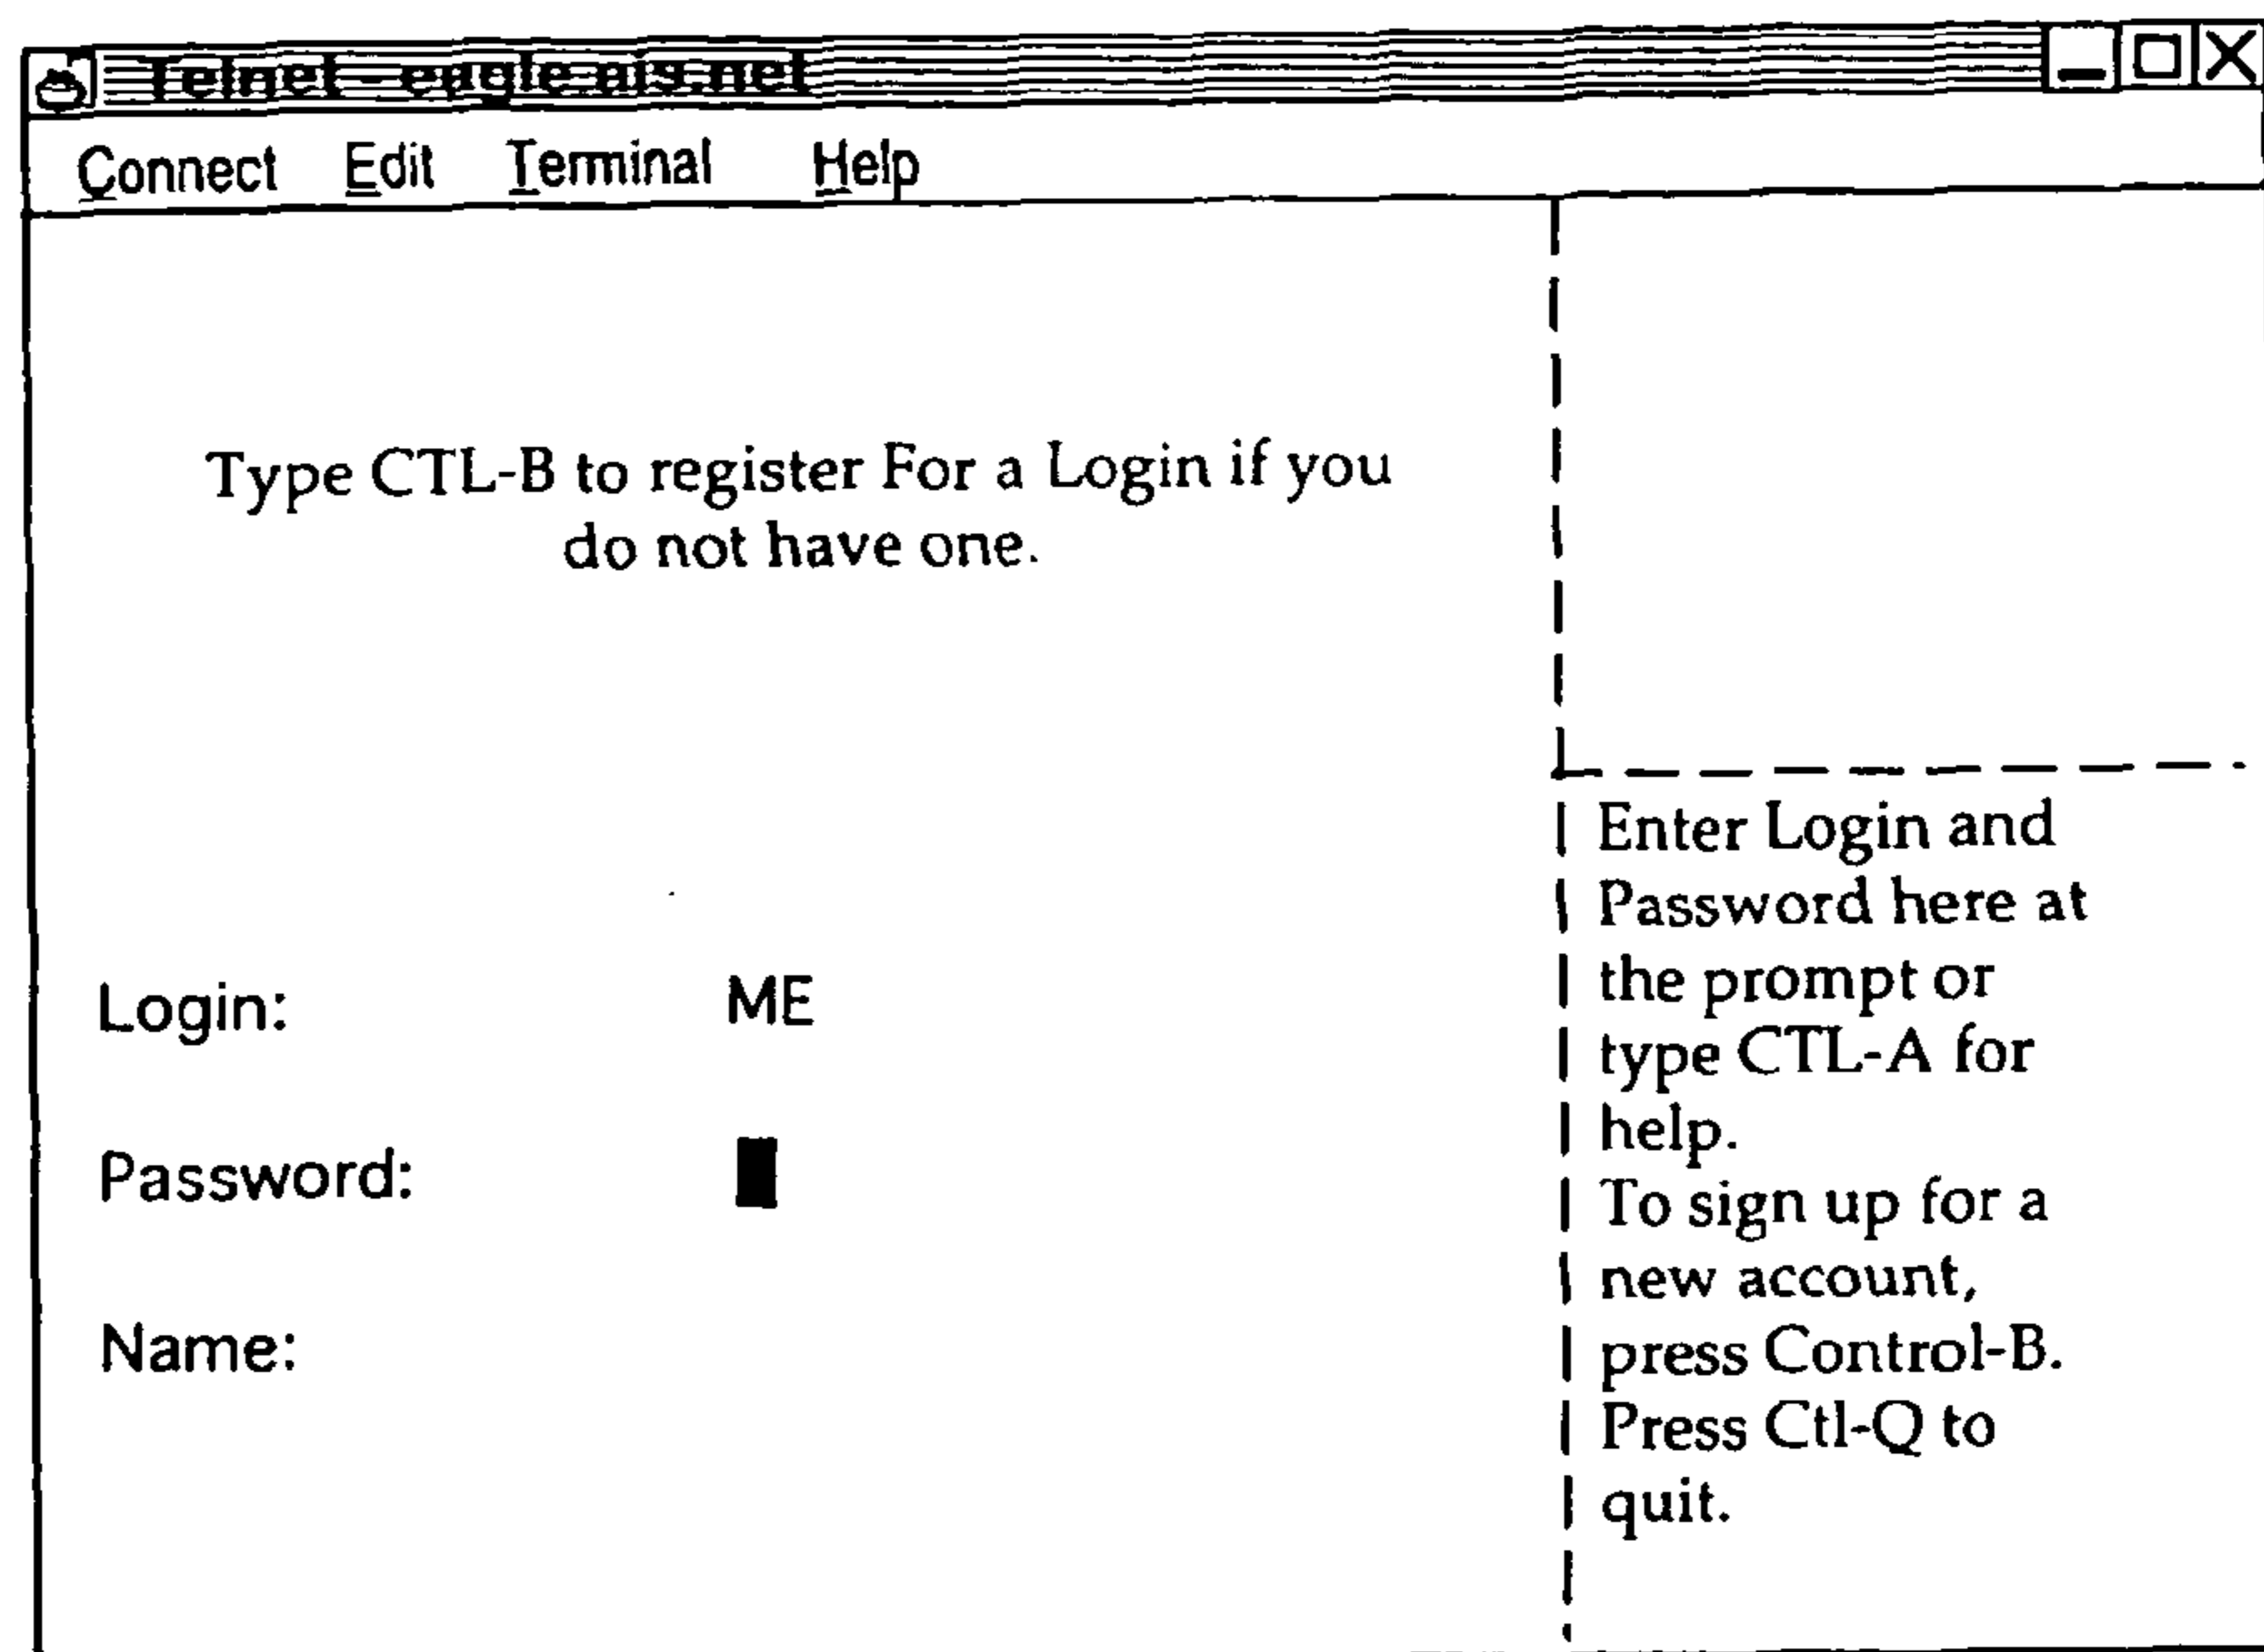 Telnet - eagle.ais.net
Connect Edit Terminal Help
Type CTL-B to register For a Login if you
do not have one.
Login: ME
Password:
Name:
Enter Login and
Password here at
the prompt or
type CTL-A for
help.
To sign up for a
new account,
press Control-B.
Press Ctl-Q to
quit.